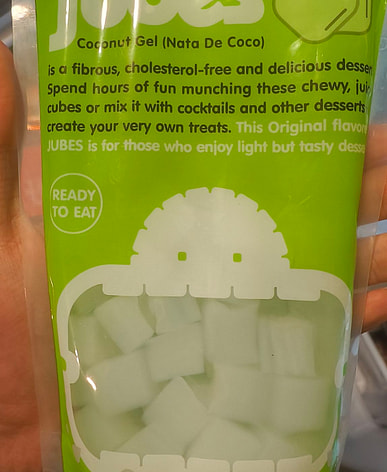 JUBES
Coconut Gel (Nata De Coco)
is a fibrous, cholesterol-free and delicious
Spend hours of fun munching these chewy,
cubes or mix it with cocktails and other desserts
create your very own treats. This Original
JUBES is for those who enjoy light but tasty
READY
TO EAT